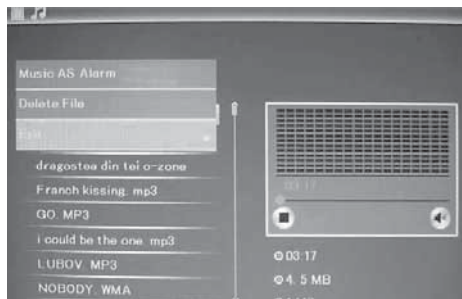 Music AS Alarm
Delete File
Exit
dragostea din tei o-zone
Franch kissing. mp3
GO. MP3
i could be the one. mp3
LUBOV. MP3
NOBODY. WMA
03:17
03:17
4. 5 MB